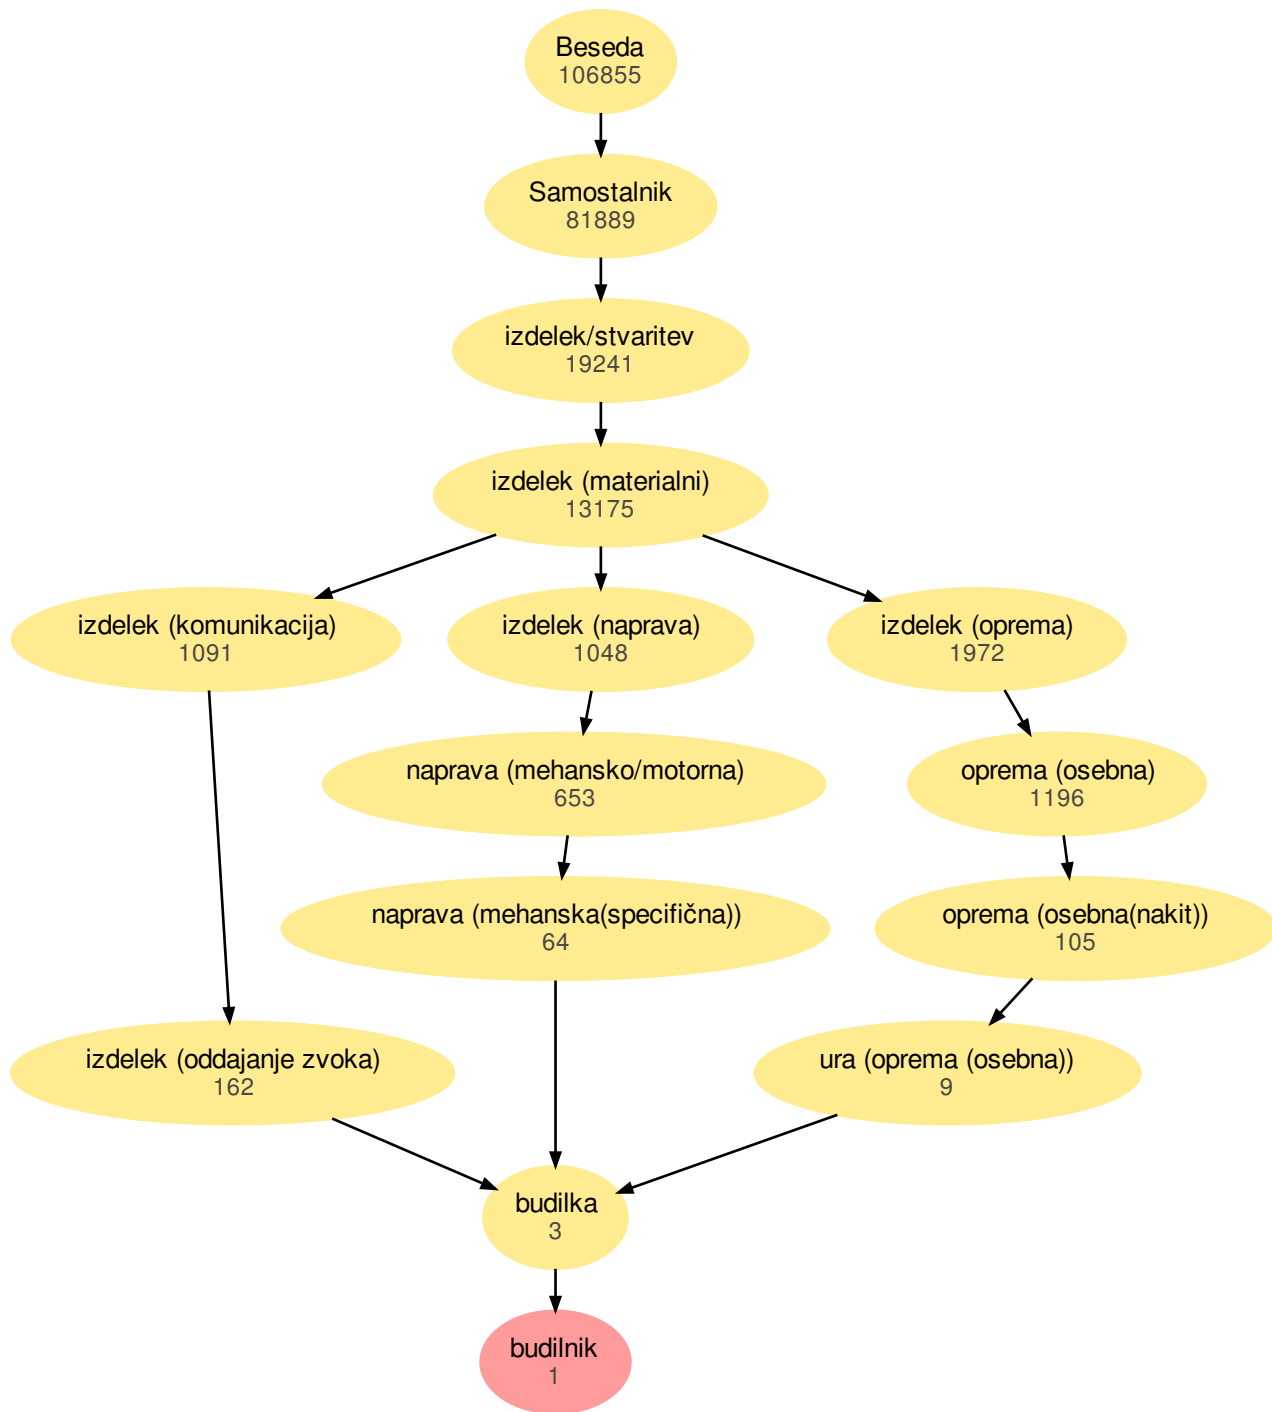 Beseda
106855
Samostalnik
81889
izdelek/stvaritev
19241
izdelek (materialni)
13175
izdelek (komunikacija)
1091
izdelek (naprava)
1048
izdelek (oprema)
1972
naprava (mehansko/motorna)
653
oprema (osebna)
1196
naprava (mehanska(specifična))
64
oprema (osebna(nakit))
105
izdelek (oddajanje zvoka)
162
ura (oprema (osebna))
9
budilka
3
budilnik
1